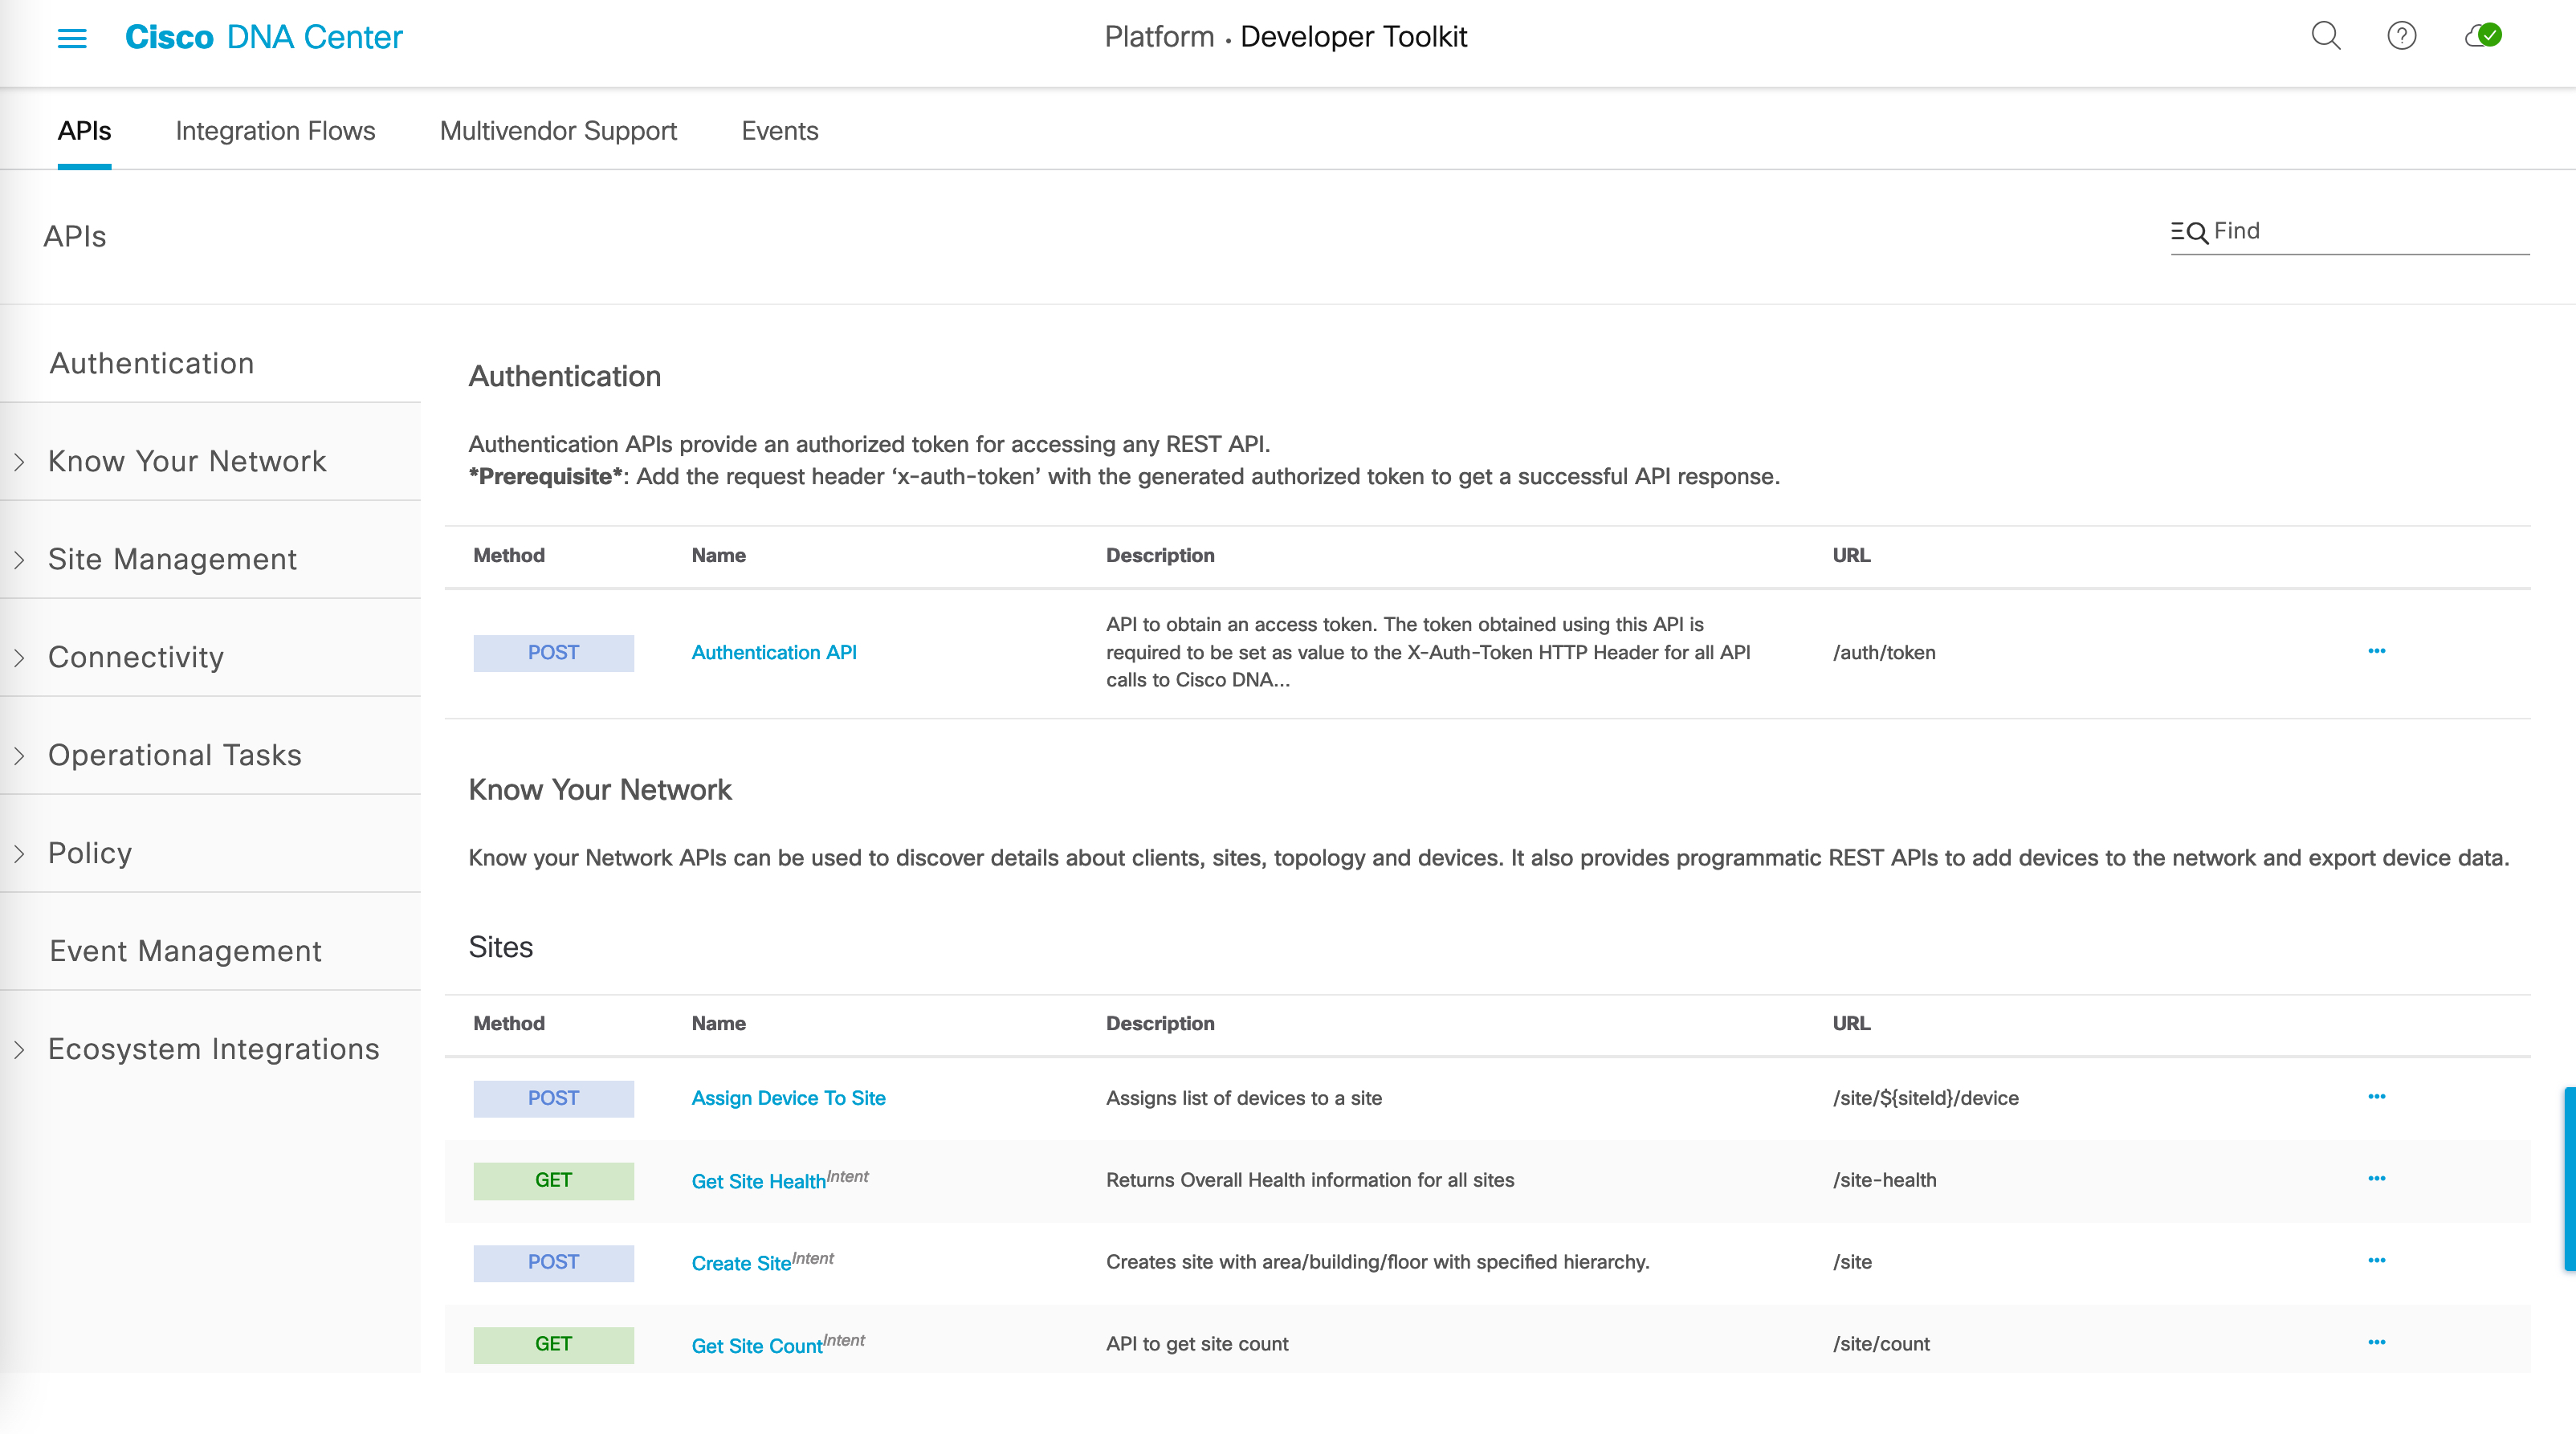 Cisco DNA Center
Platform • Developer Toolkit
APIs Integration Flows Multivendor Support Events
APIs
Find
Authentication
Know Your Network
Site Management
Connectivity
Operational Tasks
Policy
Event Management
Ecosystem Integrations
Authentication
Authentication APIs provide an authorized token for accessing any REST API.
*Prerequisite*: Add the request header ‘x-auth-token’ with the generated authorized token to get a successful API response.
Method Name Description URL
POST Authentication API API to obtain an access token. The token obtained using this API is
required to be set as value to the X-Auth-Token HTTP Header for all API
calls to Cisco DNA... /auth/token
Know Your Network
Know your Network APIs can be used to discover details about clients, sites, topology and devices. It also provides programmatic REST APIs to add devices to the network and export device data.
Sites
Method Name Description URL
POST Assign Device To Site Assigns list of devices to a site /site/${siteId}/device
GET Get Site Health Intent Returns Overall Health information for all sites /site-health
POST Create Site Intent Creates site with area/building/floor with specified hierarchy. /site
GET Get Site Count Intent API to get site count /site/count